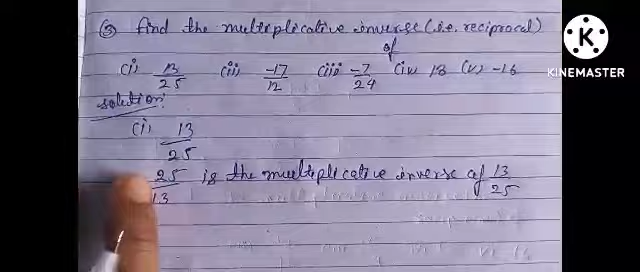 ③ find the multiplicative inverse (i.e. reciprocal) of
(i) 13/25 (ii) -17/12 (iii) -7/24 (iv) 18 (v) -16
solution:
(i) 13/25
25/13 is the multiplicative inverse of 13/25
KINEMASTER